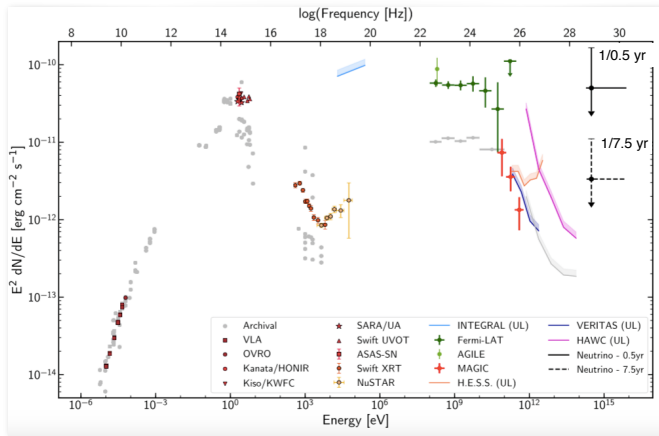 log(Frequency [Hz])
8 10 12 14 16 18 20 22 24 26 28 30
10⁻¹⁰
10⁻¹¹
10⁻¹²
10⁻¹³
10⁻¹⁴
E² dN/dE [erg cm⁻² s⁻¹]
1/0.5 yr
1/7.5 yr
Archival
VLA
OVRO
Kanata/HONIR
Kiso/KWFC
SARA/UA
Swift UVOT
ASAS-SN
Swift XRT
NuSTAR
INTEGRAL (UL)
Fermi-LAT
AGILE
MAGIC
H.E.S.S. (UL)
VERITAS (UL)
HAWC (UL)
Neutrino - 0.5yr
Neutrino - 7.5yr
10⁻⁶ 10⁻³ 10⁰ 10³ 10⁶ 10⁹ 10¹² 10¹⁵
Energy [eV]